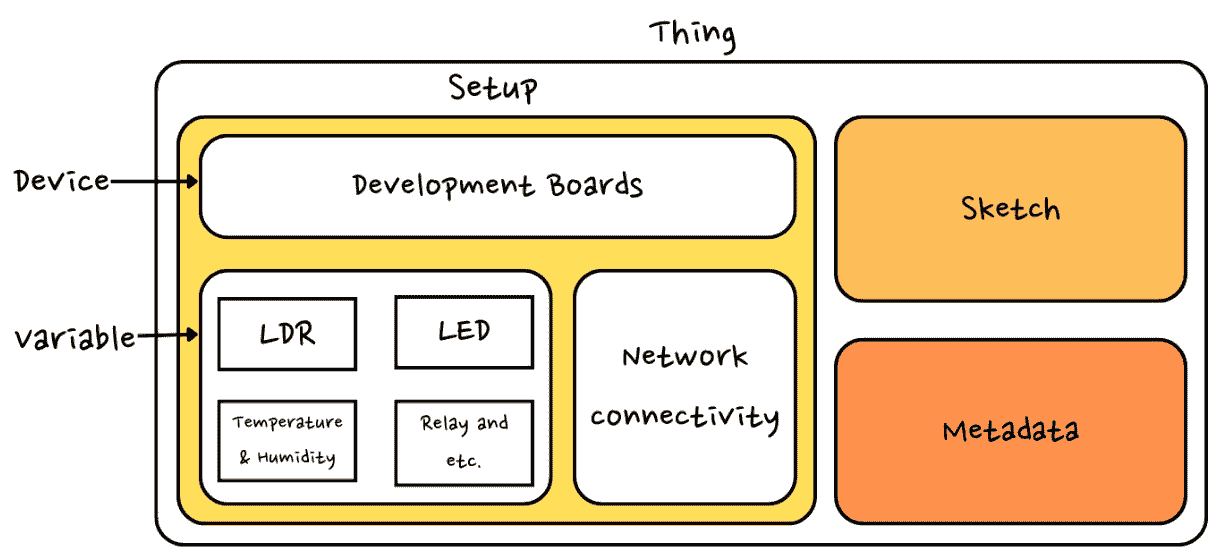 Thing
Setup
Device
Development Boards
Sketch
variable
LDR
LED
Temperature
& Humidity
Relay and
etc.
Network
connectivity
Metadata